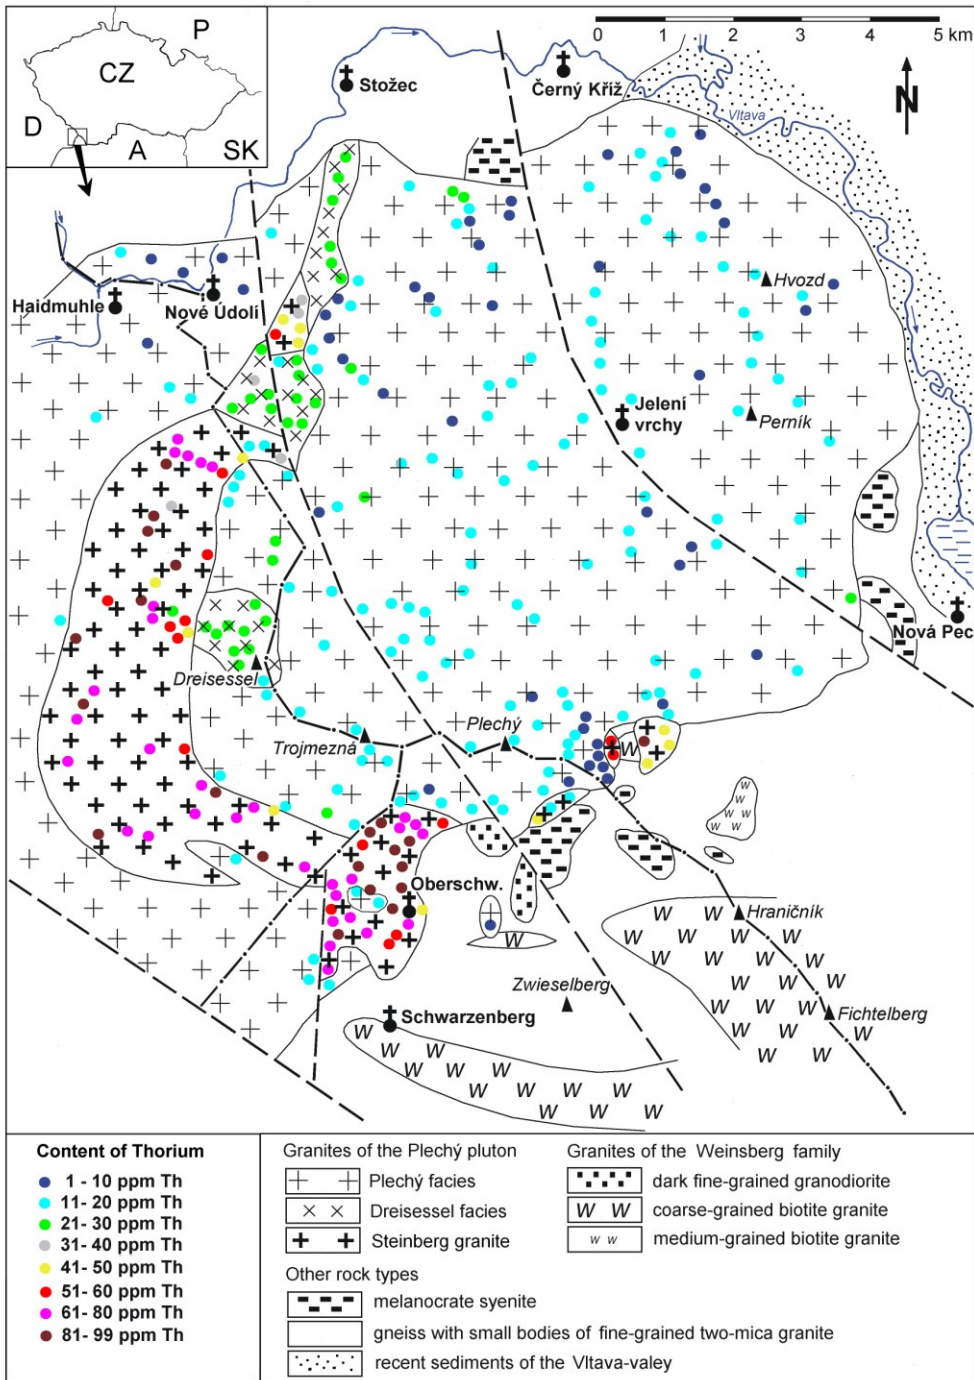 P
CZ
D
A
SK
0 1 2 3 4 5 km
N
Stožec
Černý Kříž
Vltava
Haidmuhle
Nové Údolí
Hvozd
Jelení
vrchy
Perník
Nová Pec
Dreisessel
Trojmezná
Plechý
W
Oberschw.
Hraničník
Zwieselberg
Fichtelberg
Schwarzenberg
Content of Thorium
1 - 10 ppm Th
11- 20 ppm Th
21- 30 ppm Th
31- 40 ppm Th
41- 50 ppm Th
51- 60 ppm Th
61- 80 ppm Th
81- 99 ppm Th
Granites of the Plechý pluton
Plechý facies
Dreisessel facies
Steinberg granite
Other rock types
melanocrate syenite
gneiss with small bodies of fine-grained two-mica granite
recent sediments of the Vltava-valey
Granites of the Weinsberg family
dark fine-grained granodiorite
W W coarse-grained biotite granite
w w medium-grained biotite granite